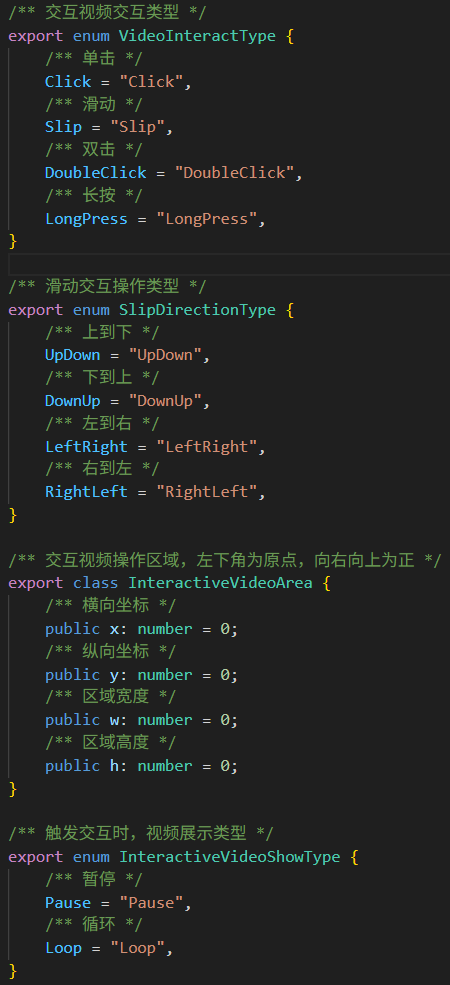 /** 交互视频交互类型 */
export enum VideoInteractType {
    /** 单击 */
    Click = "Click",
    /** 滑动 */
    Slip = "Slip",
    /** 双击 */
    DoubleClick = "DoubleClick",
    /** 长按 */
    LongPress = "LongPress",
}

/** 滑动交互操作类型 */
export enum SlipDirectionType {
    /** 上到下 */
    UpDown = "UpDown",
    /** 下到上 */
    DownUp = "DownUp",
    /** 左到右 */
    LeftRight = "LeftRight",
    /** 右到左 */
    RightLeft = "RightLeft",
}

/** 交互视频操作区域，左下角为原点，向右向上为正 */
export class InteractiveVideoArea {
    /** 横向坐标 */
    public x: number = 0;
    /** 纵向坐标 */
    public y: number = 0;
    /** 区域宽度 */
    public w: number = 0;
    /** 区域高度 */
    public h: number = 0;
}

/** 触发交互时，视频展示类型 */
export enum InteractiveVideoShowType {
    /** 暂停 */
    Pause = "Pause",
    /** 循环 */
    Loop = "Loop",
}